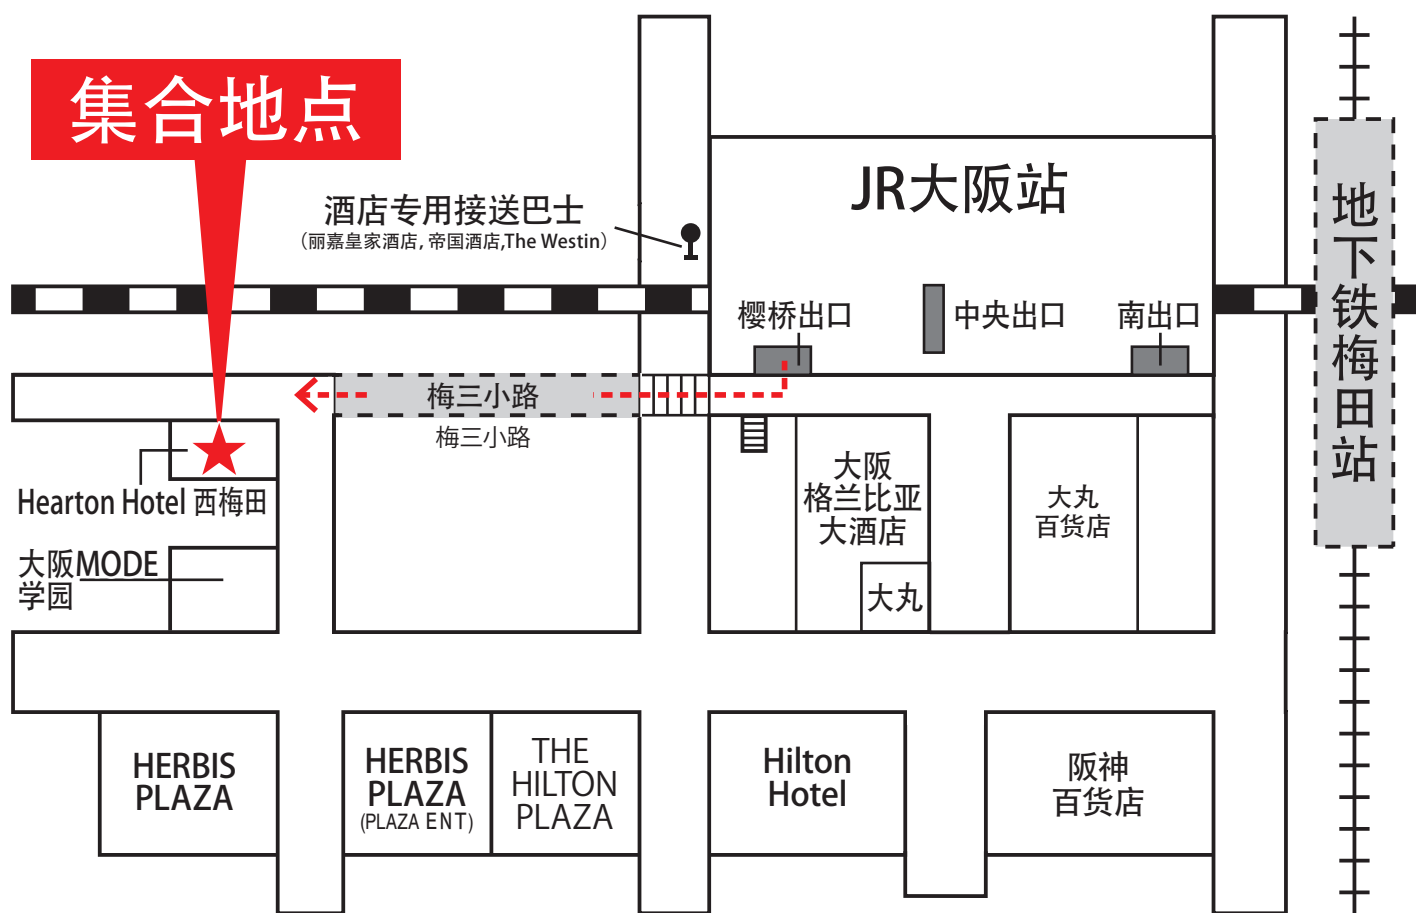 集合地点
JR大阪站
酒店专用接送巴士
（丽嘉皇家酒店, 帝国酒店,The Westin）
地下铁梅田站
樱桥出口
中央出口
南出口
梅三小路
梅三小路
Hearton Hotel 西梅田
大阪
格兰比亚
大酒店
大丸
百货店
大阪MODE
学园
大丸
HERBIS
PLAZA
HERBIS
PLAZA
(PLAZA ENT)
THE
HILTON
PLAZA
Hilton
Hotel
阪神
百货店